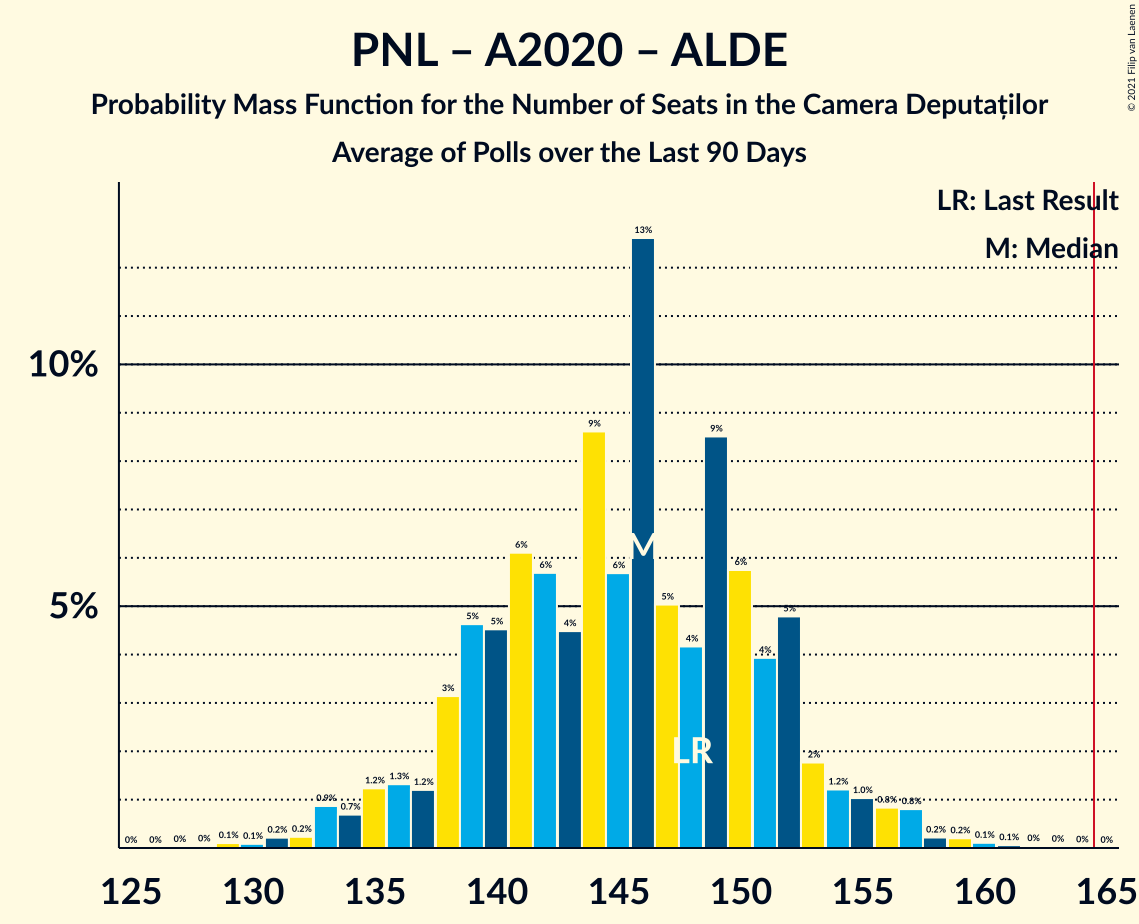 PNL – A2020 – ALDE
Probability Mass Function for the Number of Seats in the Camera Deputaților
Average of Polls over the Last 90 Days
© 2021 Filip van Laenen
LR: Last Result
M: Median
10%
5%
0% 0% 0% 0% 0.1% 0.1% 0.2% 0.2% 0.9% 0.7% 1.2% 1.3% 1.2% 3% 5% 5% 6% 6% 4% 9% 6% 13% 5% 4% 9% 6% 4% 5% 2% 1.2% 1.0% 0.8% 0.8% 0.2% 0.2% 0.1% 0.1% 0% 0% 0% 0%
M
LR
125 130 135 140 145 150 155 160 165